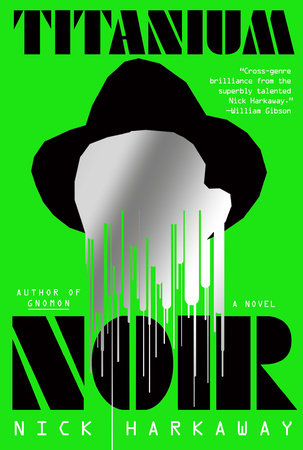 TITANIUM
"Cross-genre
brilliance from the
superbly talented
Nick Harkaway."
—William Gibson
AUTHOR OF
GNOMON
A NOVEL
NOIR
NICK HARKAWAY